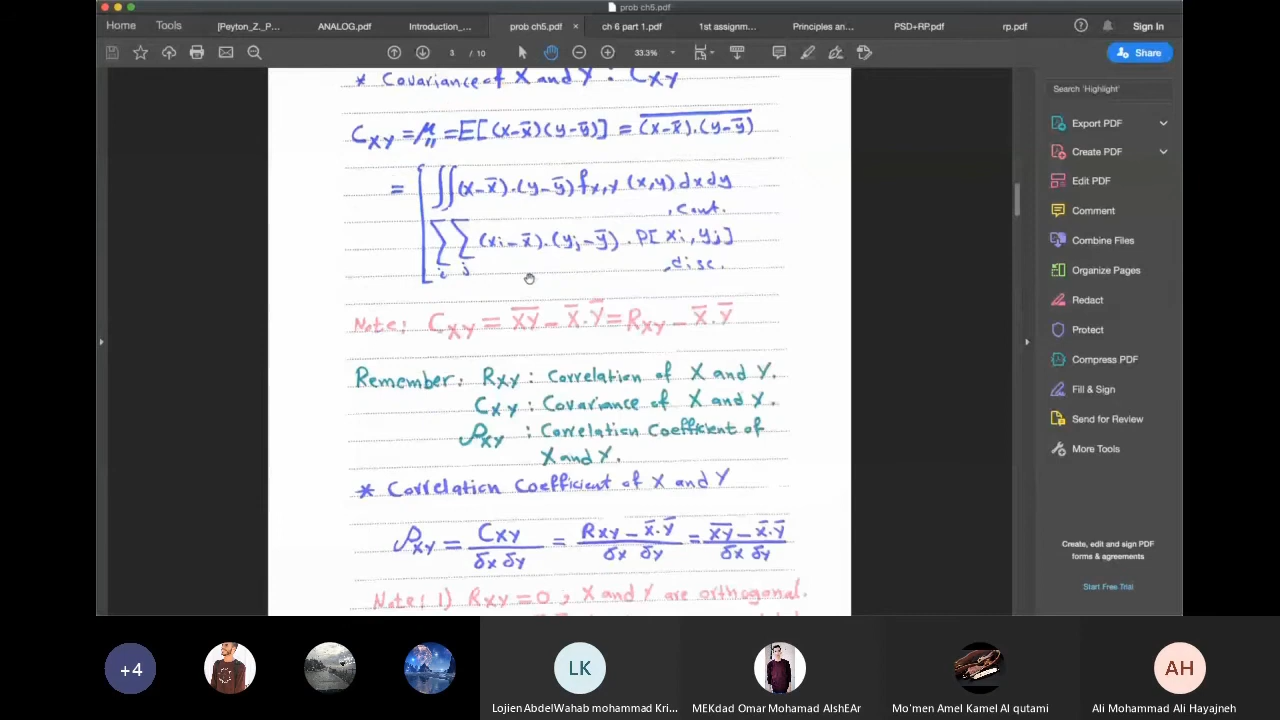 prob ch5.pdf
Home Tools [Peyton_Z._P... ANALOG.pdf Introduction_... prob ch5.pdf × ch 6 part 1.pdf 1st assignm... Principles an... PSD+RP.pdf rp.pdf Sign In
3 / 10 33.3% Share
* Covariance of X and Y : CXY
CXY = μ11 = E[(x-x̄)(y-ȳ)] = \overline{(x-x̄).(y-ȳ)}
= ∬(x-x̄).(y-ȳ) fx,y (x,y) dx dy
, cont.
∑i ∑j (xi-x̄).(yj-ȳ) . P[xi, yj]
, disc.
Note: CXY = \overline{XY} - X̄.Ȳ = RXY - X̄.Ȳ
Remember: RXY : Correlation of X and Y.
CXY : Covariance of X and Y.
ρXY : Correlation Coefficient of
X and Y.
* Correlation Coefficient of X and Y
ρXY = CXY / δx δy = RXY - X̄.Ȳ / δx δy = \overline{XY} - X̄.Ȳ / δx δy
Note: 1) RXY = 0, X and Y are orthogonal.
Search 'Highlight'
Export PDF
Create PDF
Edit PDF
Comment
Combine Files
Organize Pages
Redact
Protect
Compress PDF
Fill & Sign
Send for Review
More Tools
Create, edit and sign PDF
forms & agreements
Start Free Trial
+4 LK AH
Lojien AbdelWahab mohammad Kri... MEKdad Omar Mohamad AlshEAr Mo'men Amel Kamel Al qutami Ali Mohammad Ali Hayajneh